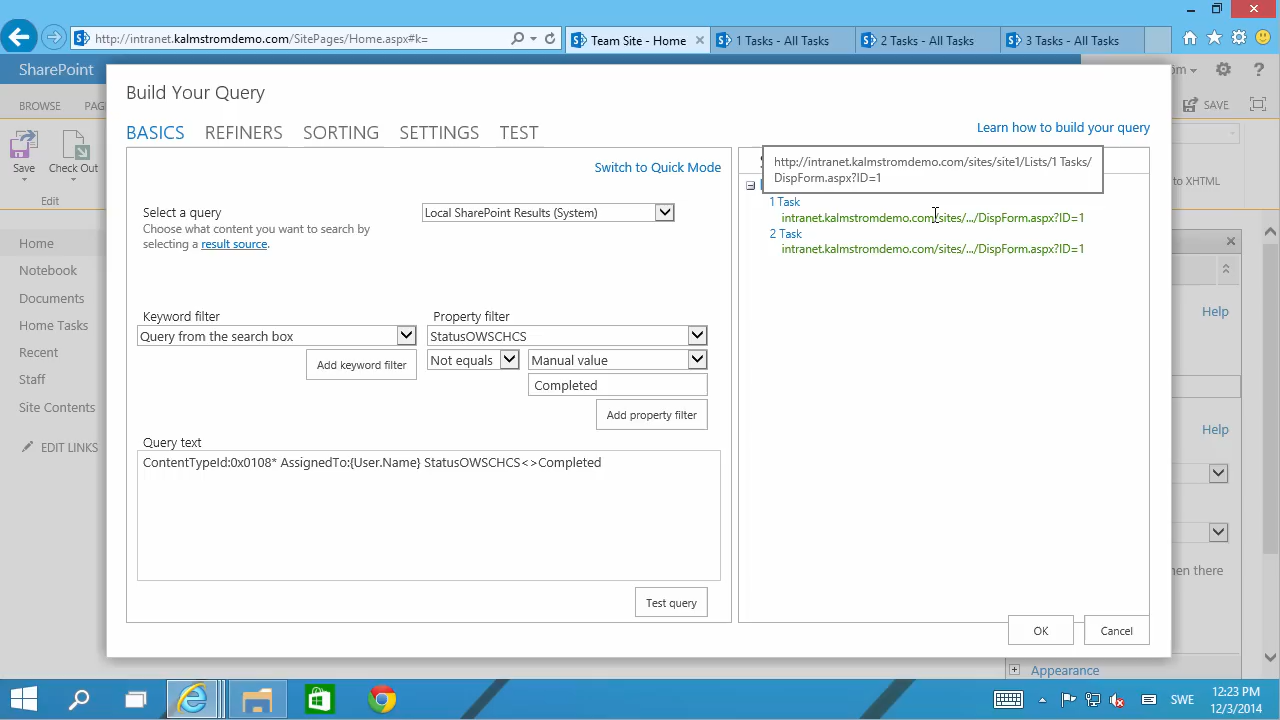 http://intranet.kalmstromdemo.com/SitePages/Home.aspx#k=
Team Site - Home
1 Tasks - All Tasks
2 Tasks - All Tasks
3 Tasks - All Tasks
SharePoint
om
?
BROWSE
PAG
SAVE
Build Your Query
BASICS
REFINERS
SORTING
SETTINGS
TEST
Learn how to build your query
Save
Check Out
Edit
to XHTML
Home
Notebook
Documents
Home Tasks
Recent
Staff
Site Contents
EDIT LINKS
Switch to Quick Mode
Select a query
Local SharePoint Results (System)
Choose what content you want to search by
selecting a result source.
Keyword filter
Query from the search box
Add keyword filter
Property filter
StatusOWSCHCS
Not equals
Manual value
Completed
Add property filter
Query text
ContentTypeId:0x0108* AssignedTo:{User.Name} StatusOWSCHCS<>Completed
Test query
http://intranet.kalmstromdemo.com/sites/site1/Lists/1 Tasks/
DispForm.aspx?ID=1
1 Task
intranet.kalmstromdemo.com/sites/.../DispForm.aspx?ID=1
2 Task
intranet.kalmstromdemo.com/sites/.../DispForm.aspx?ID=1
OK
Cancel
Help
Help
hen there
Appearance
SWE
12:23 PM
12/3/2014